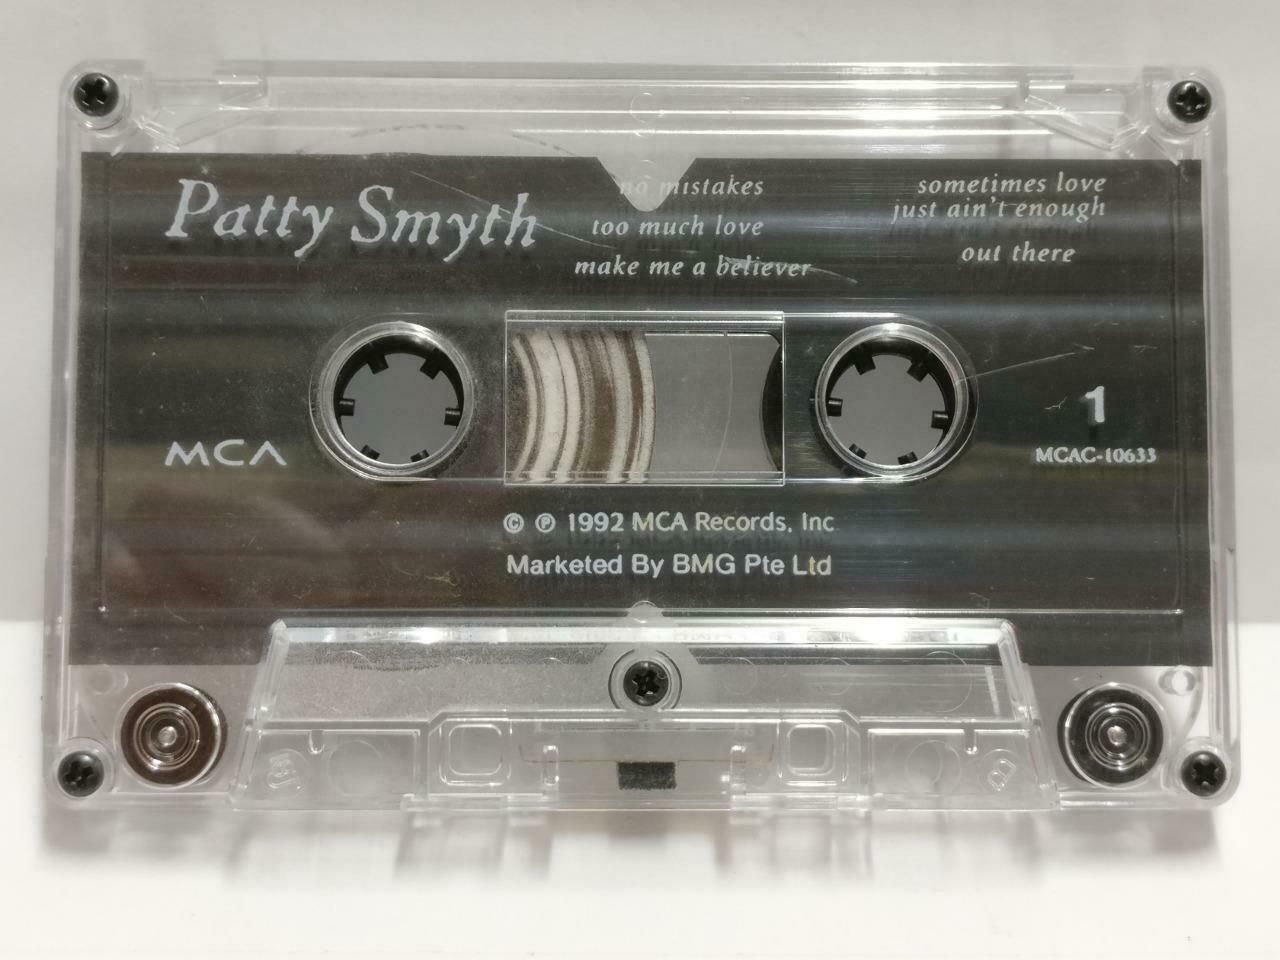 Patty Smyth
no mistakes
too much love
make me a believer
sometimes love
just ain't enough
out there
MCA
1
MCAC-10633
© ℗ 1992 MCA Records, Inc
Marketed By BMG Pte Ltd